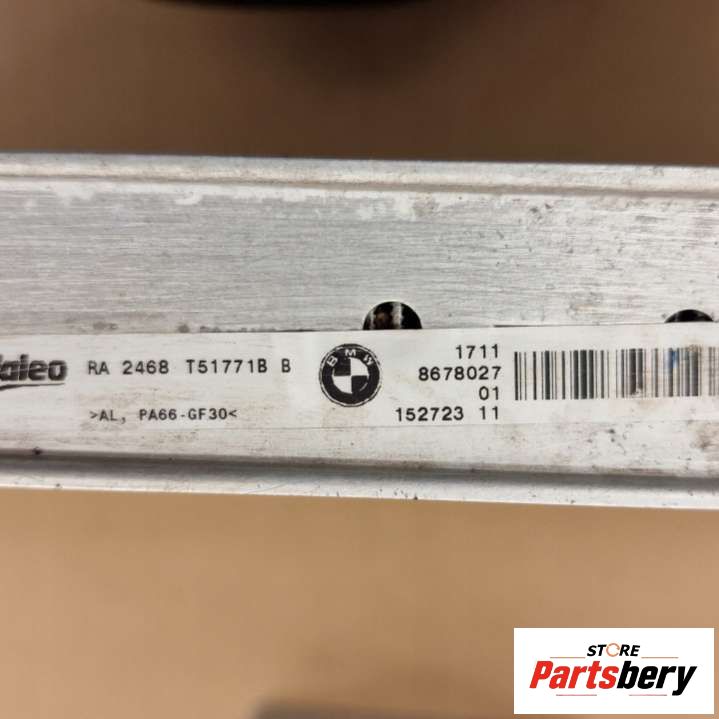 Valeo RA 2468 T51771B B
>AL, PA66-GF30<
BMW
1711
8678027
01
152723 11
STORE
Partsbery